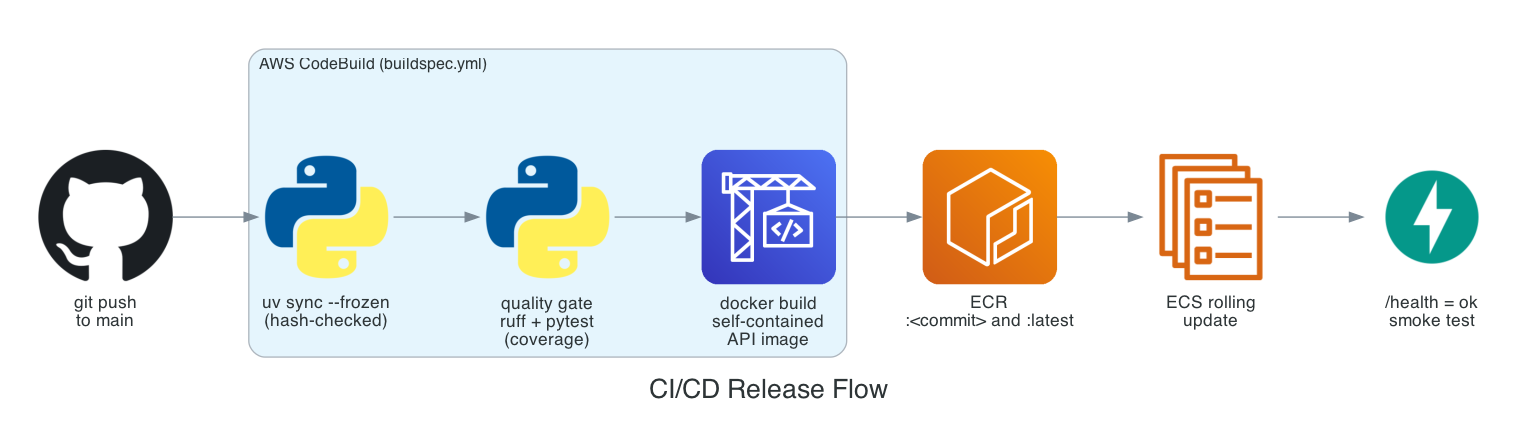 AWS CodeBuild (buildspec.yml)
git push
to main
uv sync --frozen
(hash-checked)
quality gate
ruff + pytest
(coverage)
docker build
self-contained
API image
ECR
:<commit> and :latest
ECS rolling
update
/health = ok
smoke test
CI/CD Release Flow